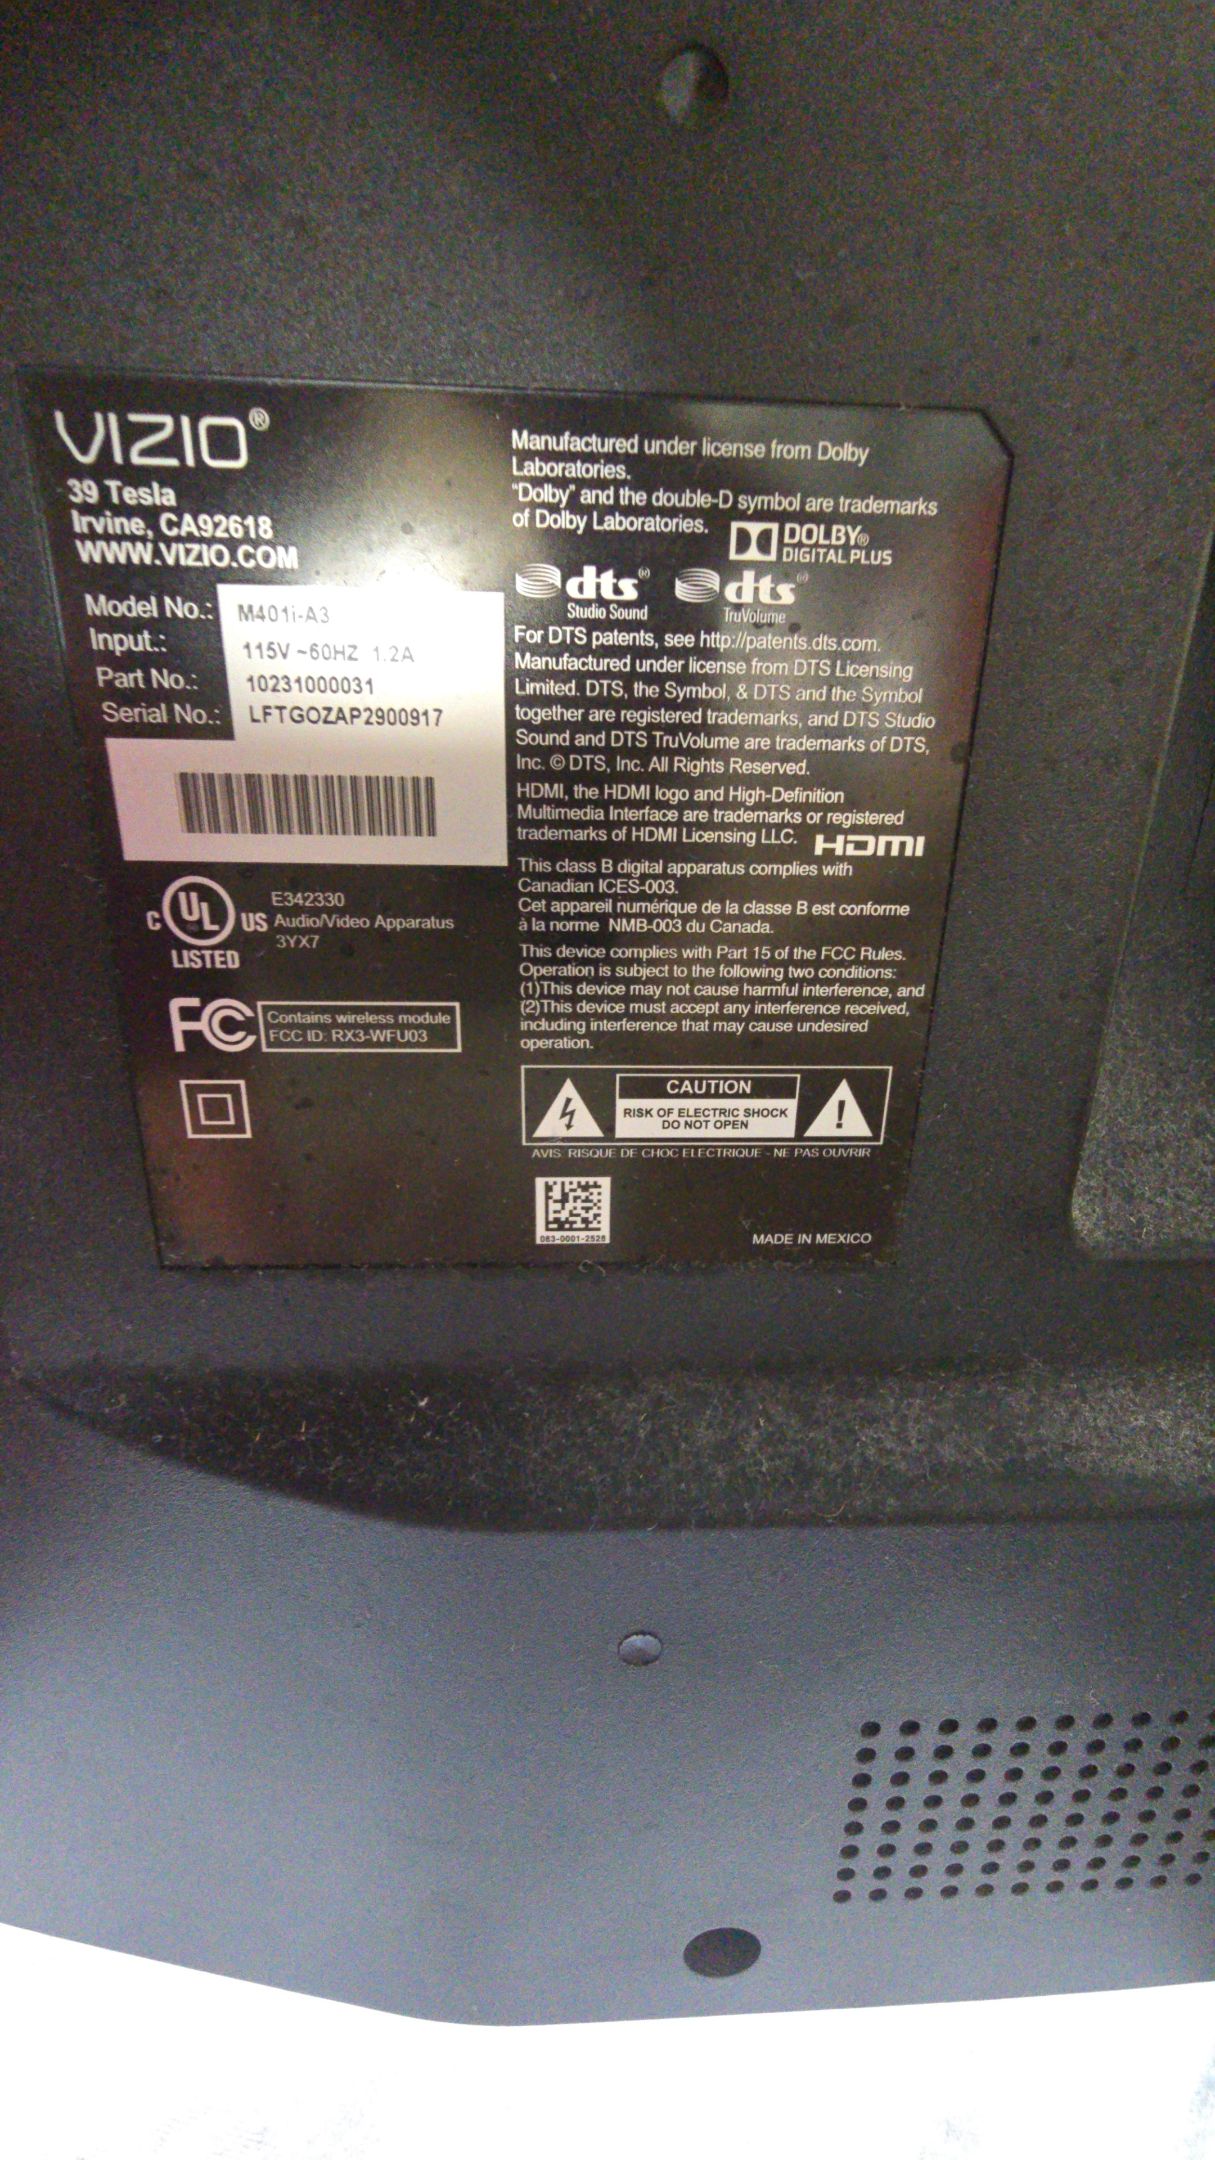 VIZIO®
39 Tesla
Irvine, CA92618
WWW.VIZIO.COM
Model No.: M401i-A3
Input.: 115V ~60HZ 1.2A
Part No.: 10231000031
Serial No.: LFTGOZAP2900917
C UL US
LISTED
E342330
Audio/Video Apparatus
3YX7
FC
Contains wireless module
FCC ID: RX3-WFU03
Manufactured under license from Dolby
Laboratories.
"Dolby" and the double-D symbol are trademarks
of Dolby Laboratories.
DOLBY®
DIGITAL PLUS
dts®
Studio Sound
dts®
TruVolume
For DTS patents, see http://patents.dts.com.
Manufactured under license from DTS Licensing
Limited. DTS, the Symbol, & DTS and the Symbol
together are registered trademarks, and DTS Studio
Sound and DTS TruVolume are trademarks of DTS,
Inc. © DTS, Inc. All Rights Reserved.
HDMI, the HDMI logo and High-Definition
Multimedia Interface are trademarks or registered
trademarks of HDMI Licensing LLC. HDMI
This class B digital apparatus complies with
Canadian ICES-003.
Cet appareil numérique de la classe B est conforme
à la norme NMB-003 du Canada.
This device complies with Part 15 of the FCC Rules.
Operation is subject to the following two conditions:
(1)This device may not cause harmful interference, and
(2)This device must accept any interference received,
including interference that may cause undesired
operation.
CAUTION
RISK OF ELECTRIC SHOCK
DO NOT OPEN
AVIS: RISQUE DE CHOC ELECTRIQUE - NE PAS OUVRIR
083-0001-2528
MADE IN MEXICO